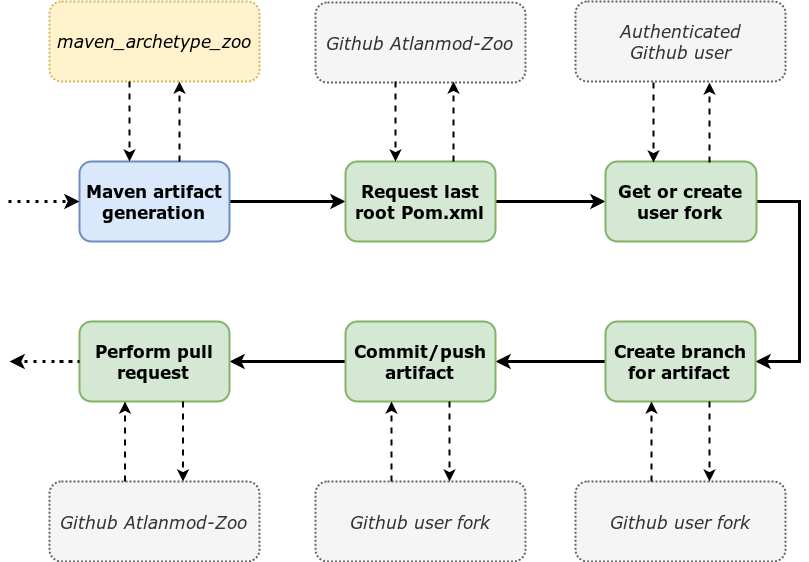 maven_archetype_zoo
Github Atlanmod-Zoo
Authenticated
Github user
Maven artifact
generation
Request last
root Pom.xml
Get or create
user fork
Perform pull
request
Commit/push
artifact
Create branch
for artifact
Github Atlanmod-Zoo
Github user fork
Github user fork